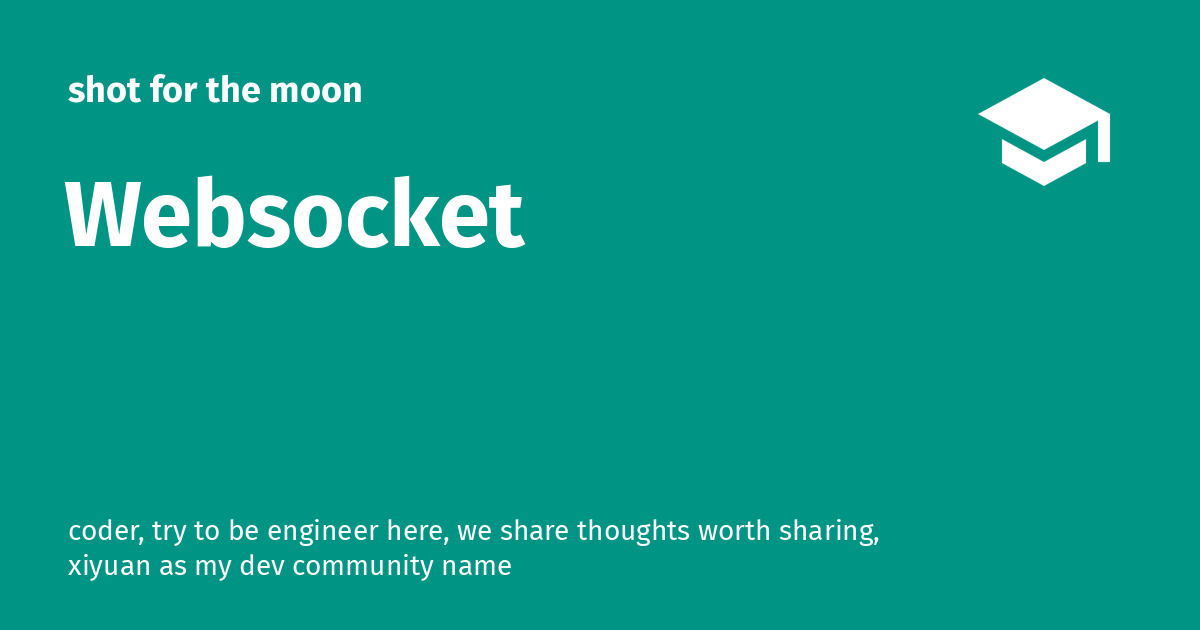 shot for the moon
Websocket
coder, try to be engineer here, we share thoughts worth sharing,
xiyuan as my dev community name